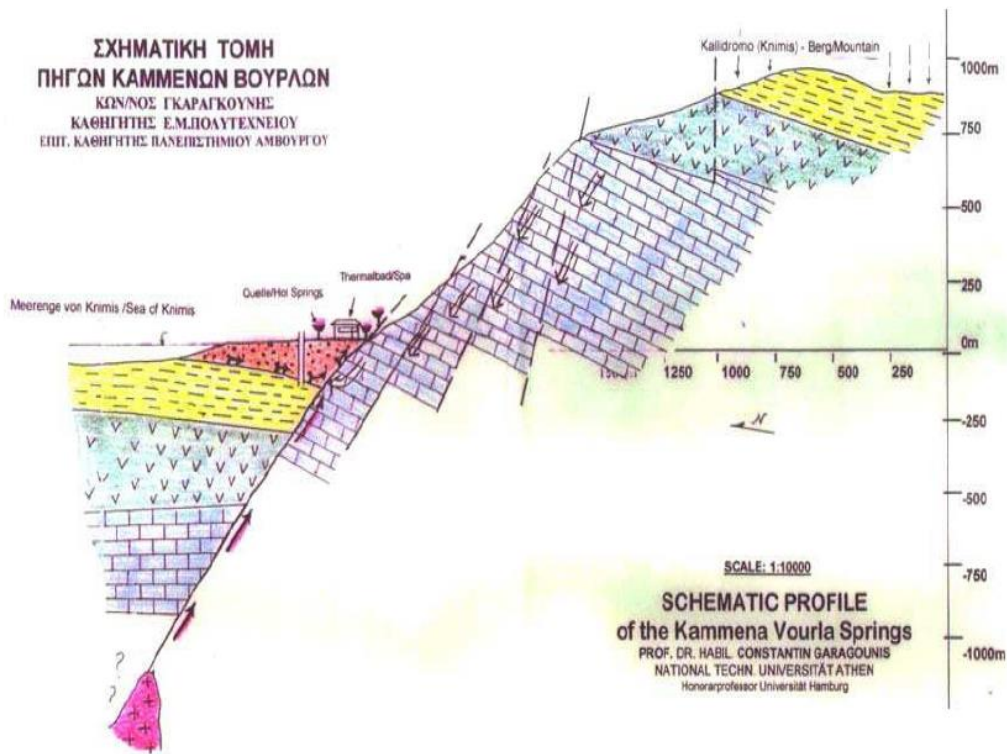 ΣΧΗΜΑΤΙΚΗ ΤΟΜΗ
ΠΗΓΩΝ ΚΑΜΜΕΝΩΝ ΒΟΥΡΛΩΝ
ΚΩΝ/ΝΟΣ ΓΚΑΡΑΓΚΟΥΝΗΣ
ΚΑΘΗΓΗΤΗΣ Ε.Μ.ΠΟΛΥΤΕΧΝΕΙΟΥ
ΕΠΙΤ. ΚΑΘΗΓΗΤΗΣ ΠΑΝΕΠΙΣΤΗΜΙΟΥ ΑΜΒΟΥΡΓΟΥ
Kallidromo (Knimis) - Berg/Mountain
1000m
750
500
250
0m
-250
-500
-750
-1000m
Thermalbad/Spa
Quelle/Hot Springs
Meerenge von Knimis /Sea of Knimis
1250 1000 750 500 250
N
? 
?
SCALE: 1:10000
SCHEMATIC PROFILE
of the Kammena Vourla Springs
PROF. DR. HABIL. CONSTANTIN GARAGOUNIS
NATIONAL TECHN. UNIVERSITÄT ATHEN
Honorarprofessor Universität Hamburg